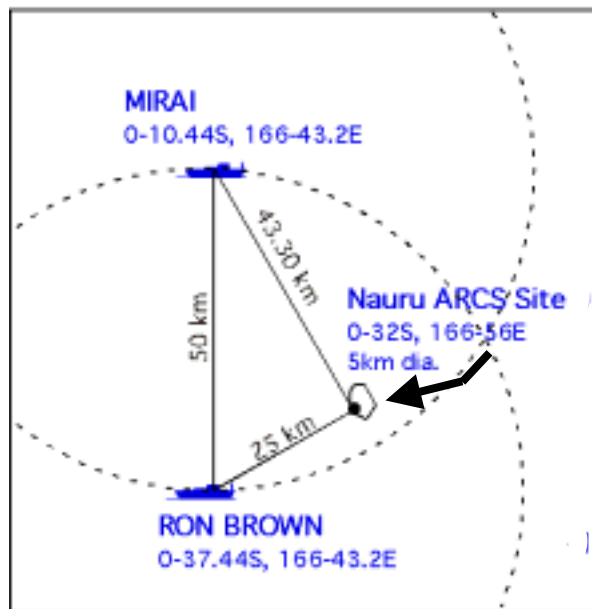 MIRAI
0-10.44S, 166-43.2E
43.30 km
50 km
Nauru ARCS Site
0-32S, 166-56E
5km dia.
25 km
RON BROWN
0-37.44S, 166-43.2E